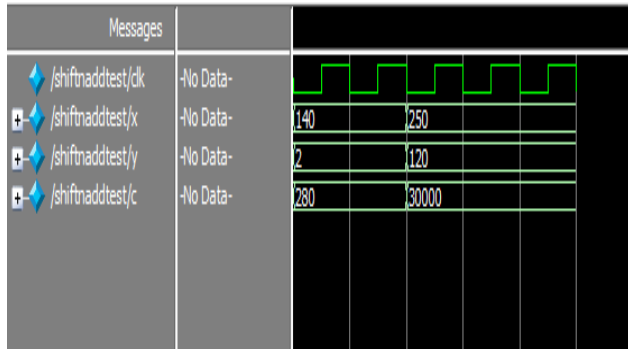 Messages
/shiftnaddtest/clk -No Data-
/shiftnaddtest/x -No Data- 140 250
/shiftnaddtest/y -No Data- 2 120
/shiftnaddtest/c -No Data- 280 30000